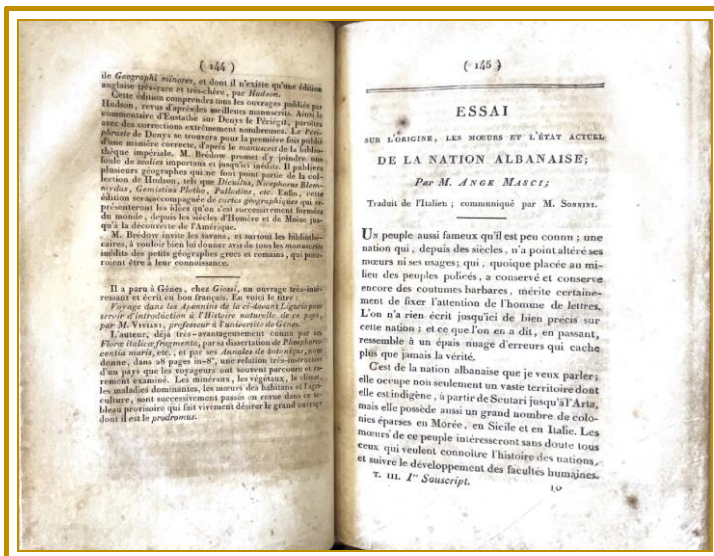 ( 144 )
de Geographi minores, et dont il n'existe qu'une édition
anglaise très-rare et très-chère, par Hudson.
Cette édition comprendra tous les ouvrages publiés par
Hudson, revus d'après les meilleurs manuscrits. Ainsi le
commentaire d'Eustathe sur Denys le Périégit, paroîtra
avec des corrections extrêmement nombreuses. Le Péri-
phraste de Denys se trouvera pour la première fois publié
d'une manière correcte, d'après le manuscrit de la biblio-
thèque impériale. M. Brédow promet d'y joindre une
foule de scolies importans et jusqu'ici inédits. Il publiera
plusieurs géographes qui ne font point partie de la col-
lection de Hudson, tels que Dicuilus, Nicephorus Blem-
mydus, Gemistius Pletho, Palladius, etc. Enfin, cette
édition sera accompagnée de cartes géographiques qui re-
présenteront les idées qu'on s'est successivement formées
du monde, depuis les siècles d'Homère et de Moïse jus-
qu'à la découverte de l'Amérique.
M. Brédow invite les savans, et surtout les bibliothé-
caires, à vouloir bien lui donner avis de tous les manuscrits
inédits des petits géographes grecs et romains, qui pour-
roient être à leur connoissance.
Il a paru à Gènes, chez Giossi, un ouvrage très-inté-
ressant et écrit en bon français. En voici le titre :
Voyage dans les Apennins de la ci-devant Ligurie pour
servir d'introduction à l'Histoire naturelle de ce pays,
par M. VIVIANI, professeur à l'université de Gènes.
L'auteur, déjà très-avantageusement connu par ses
Floræ italicæ fragmenta, par sa dissertation de Phosphores-
centia maris, etc., et par ses Annales de botanique, nous
donne, dans 28 pages in-8°, une relation très-instructive
d'un pays que les voyageurs ont souvent parcouru et ra-
rement examiné. Les minéraux, les végétaux, le climat,
les maladies dominantes, les mœurs des habitans et l'agri-
culture, sont successivement passés en revue dans ce ta-
bleau provisoire qui fait vivement désirer le grand ouvrage
dont il est le prodromus.
( 145 )
ESSAI
SUR L'ORIGINE, LES MŒURS ET L'ÉTAT ACTUEL
DE LA NATION ALBANAISE;
Par M. ANGE MASCI;
Traduit de l'Italien ; communiqué par M. SONNINI.
UN peuple aussi fameux qu'il est peu connu ; une
nation qui, depuis des siècles, n'a point altéré ses
mœurs ni ses usages; qui, quoique placée au mi-
lieu des peuples policés, a conservé et conserve
encore des coutumes barbares, mérite certaine-
ment de fixer l'attention de l'homme de lettres.
L'on n'a rien écrit jusqu'ici de bien précis sur
cette nation ; et ce que l'on en a dit, en passant,
ressemble à un épais nuage d'erreurs qui cache
plus que jamais la vérité.
C'est de la nation albanaise que je veux parler;
elle occupe non seulement un vaste territoire dont
elle est indigène, à partir de Scutari jusqu'à l'Arta,
mais elle possède aussi un grand nombre de colo-
nies éparses en Morée, en Sicile et en Italie. Les
mœurs de ce peuple intéresseront sans doute tous
ceux qui veulent connoître l'histoire des nations,
et suivre le développement des facultés humaines.
T. III. 1er Souscript.
10